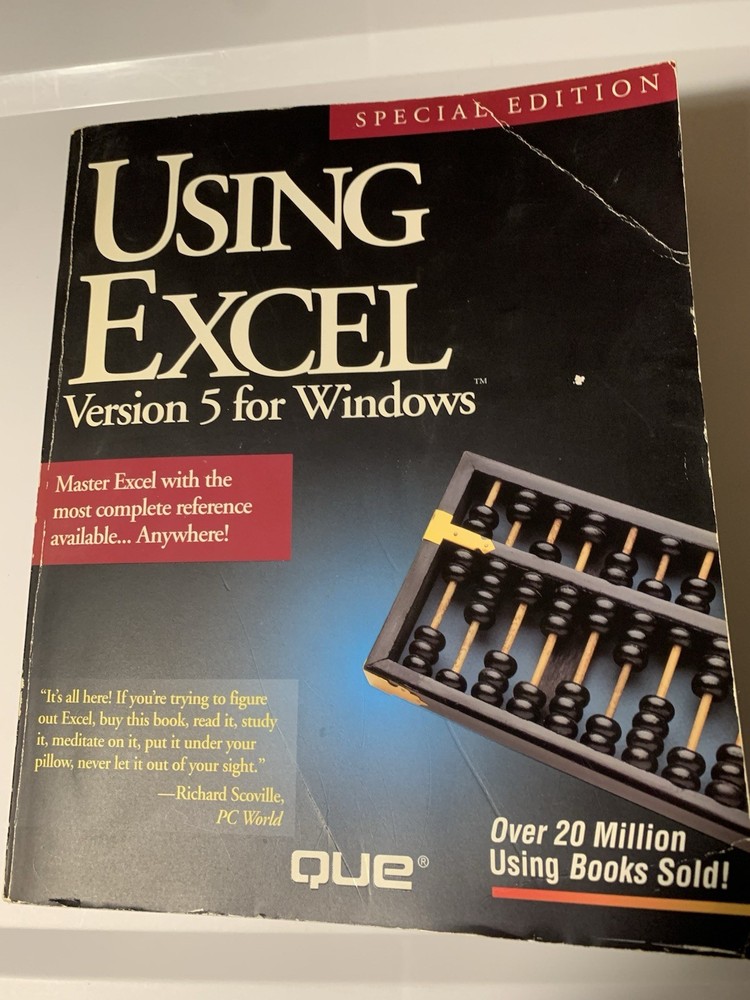 SPECIAL EDITION
USING
EXCEL
Version 5 for Windows™
Master Excel with the
most complete reference
available... Anywhere!
“It's all here! If you're trying to figure
out Excel, buy this book, read it, study
it, meditate on it, put it under your
pillow, never let it out of your sight.”
—Richard Scoville,
PC World
QUE®
Over 20 Million
Using Books Sold!